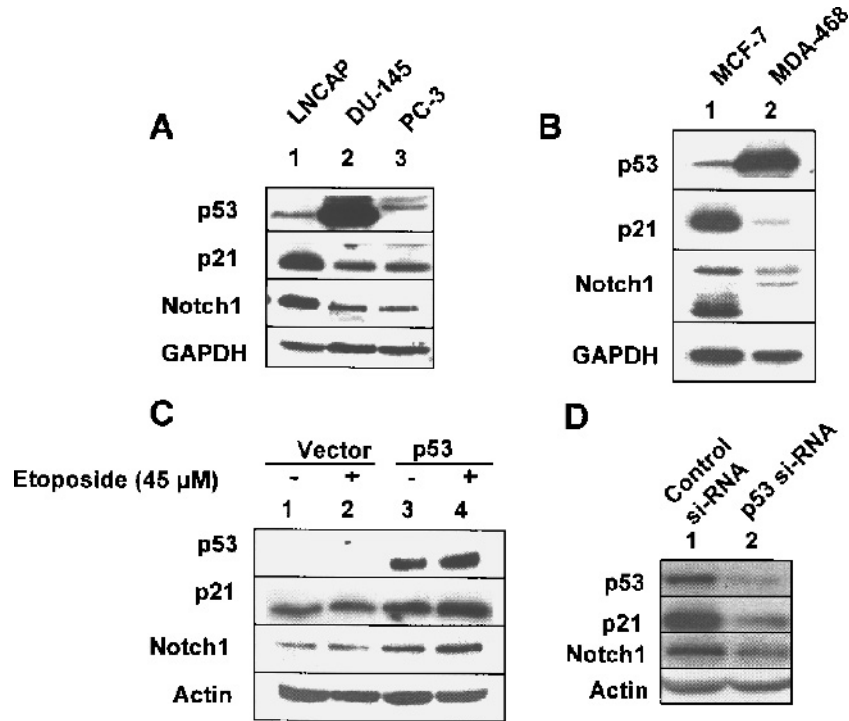 A
LNCAP DU-145 PC-3
1 2 3
p53
p21
Notch1
GAPDH
B
MCF-7 MDA-468
1 2
p53
p21
Notch1
GAPDH
C
Vector p53
Etoposide (45 µM) - + - +
1 2 3 4
p53
p21
Notch1
Actin
D
Control si-RNA p53 si-RNA
1 2
p53
p21
Notch1
Actin